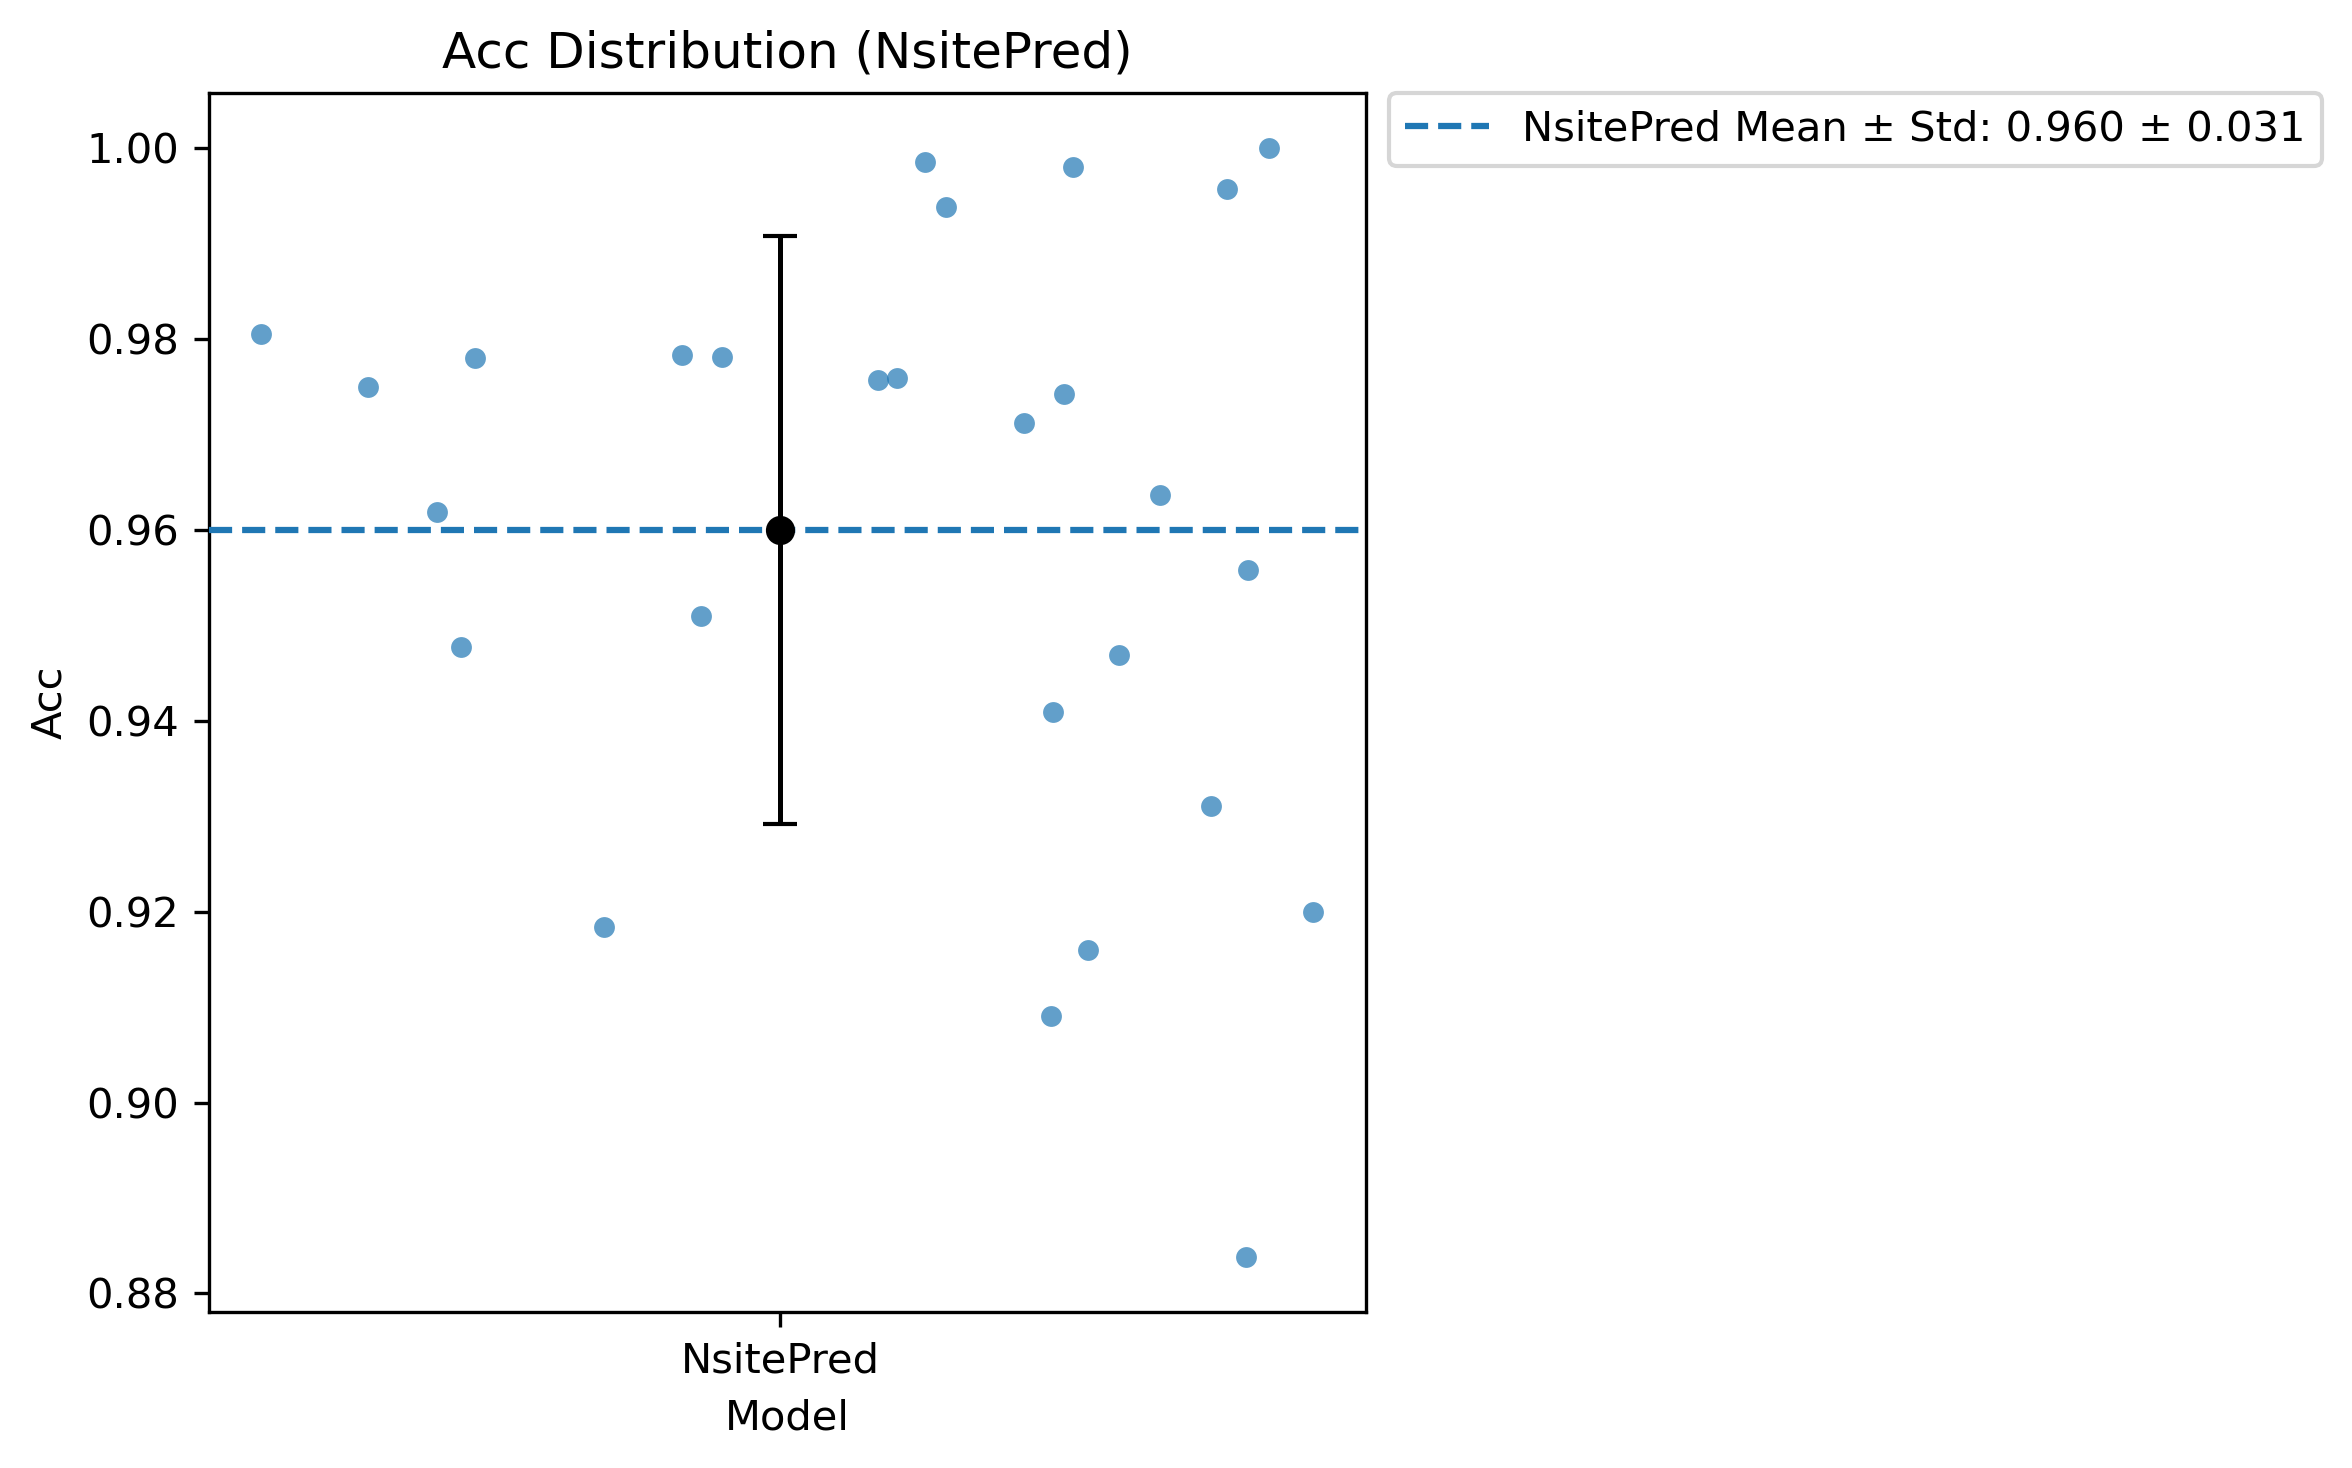 Acc Distribution (NsitePred)
NsitePred Mean ± Std: 0.960 ± 0.031
1.00
0.98
0.96
0.94
0.92
0.90
0.88
Acc
NsitePred
Model